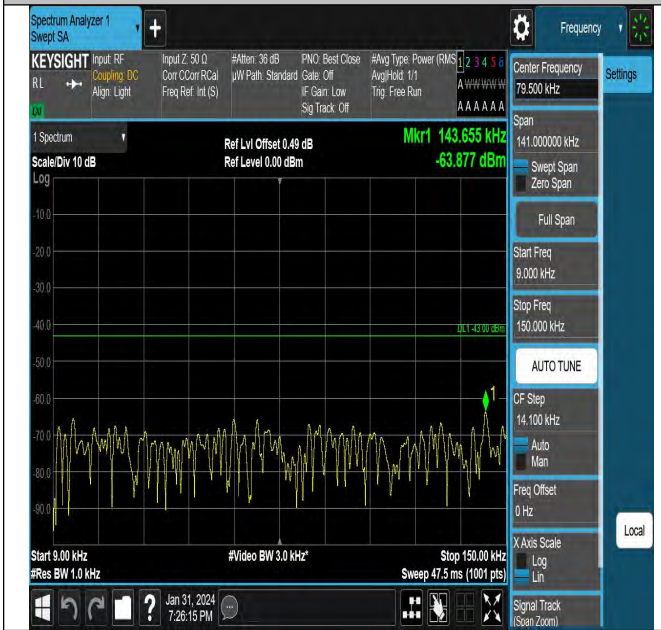 Spectrum Analyzer 1
Swept SA
+
Frequency
KEYSIGHT
RL
Input: RF
Coupling: DC
Align: Light
Input Z: 50 Ω
Corr CCorr RCal
Freq Ref: Int (S)
#Atten: 36 dB
µW Path: Standard
PNO: Best Close
Gate: Off
IF Gain: Low
Sig Track: Off
#Avg Type: Power (RMS
Avg|Hold: 1/1
Trig: Free Run
1 2 3 4 5 6
A W W W W W
A A A A A A
1 Spectrum
Scale/Div 10 dB
Log
Ref Lvl Offset 0.49 dB
Ref Level 0.00 dBm
Mkr1 143.655 kHz
-63.877 dBm
-10.0
-20.0
-30.0
-40.0
DL1 -43.00 dBm
-50.0
-60.0
1
-70.0
-80.0
-90.0
Start 9.00 kHz
#Res BW 1.0 kHz
#Video BW 3.0 kHz*
Stop 150.00 kHz
Sweep 47.5 ms (1001 pts)
?
Jan 31, 2024
7:26:15 PM
Center Frequency
79.500 kHz
Settings
Span
141.000000 kHz
Swept Span
Zero Span
Full Span
Start Freq
9.000 kHz
Stop Freq
150.000 kHz
AUTO TUNE
CF Step
14.100 kHz
Auto
Man
Freq Offset
0 Hz
X Axis Scale
Log
Lin
Local
Signal Track
(Span Zoom)